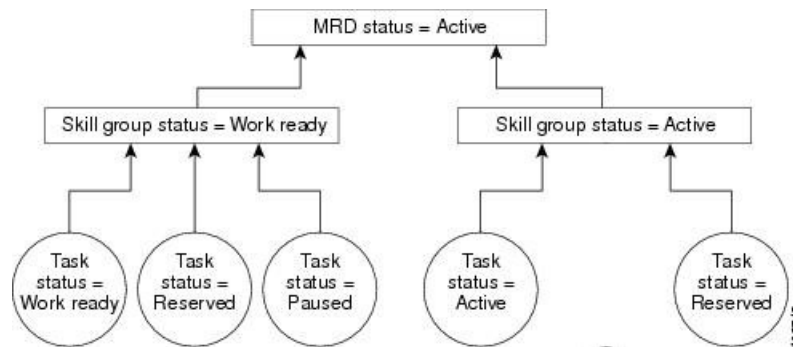 MRD status = Active
Skill group status = Work ready
Skill group status = Active
Task
status =
Work ready
Task
status =
Reserved
Task
status =
Paused
Task
status =
Active
Task
status =
Reserved